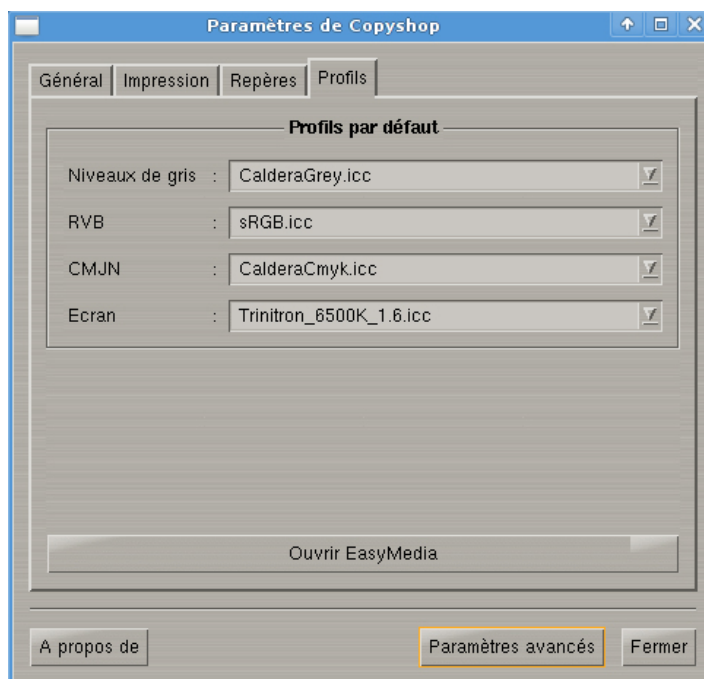 Paramètres de Copyshop
Général Impression Repères Profils
Profils par défaut
Niveaux de gris : CalderaGrey.icc
RVB : sRGB.icc
CMJN : CalderaCmyk.icc
Ecran : Trinitron_6500K_1.6.icc
Ouvrir EasyMedia
A propos de Paramètres avancés Fermer